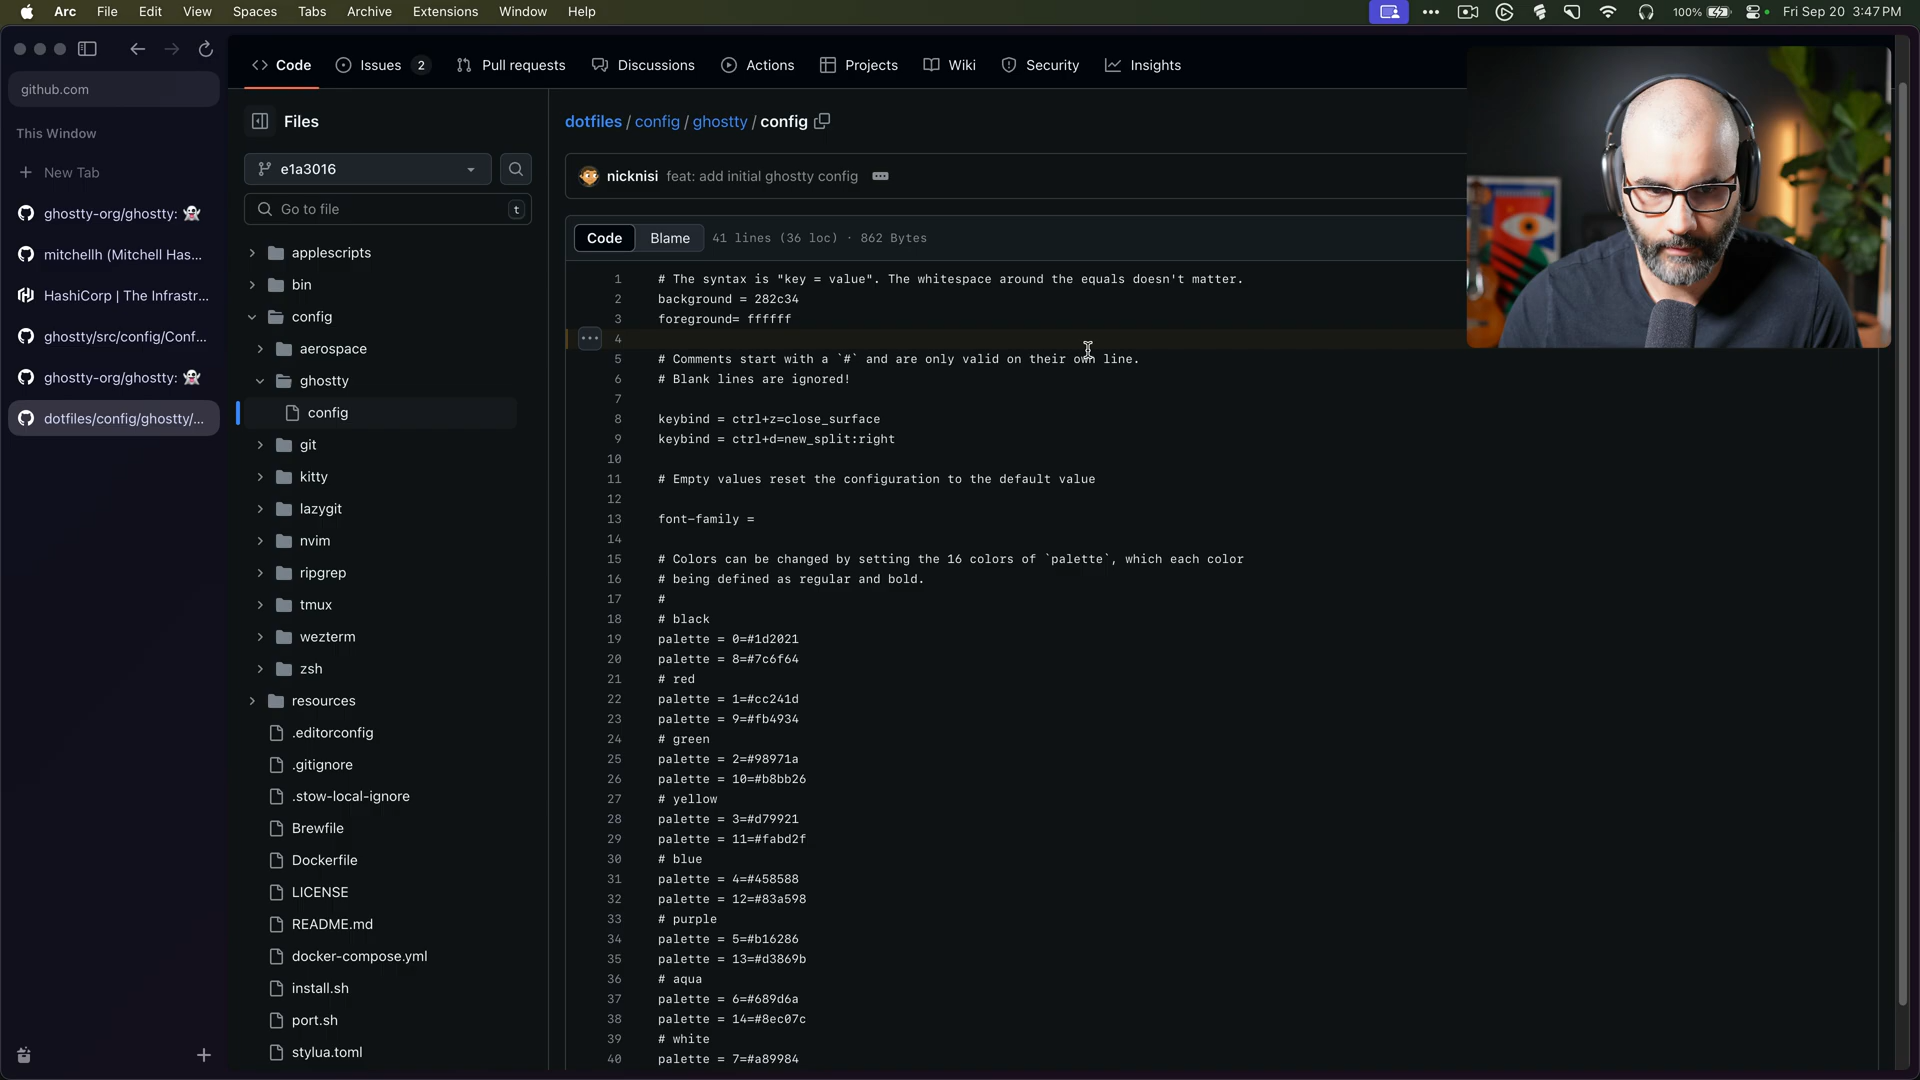 Arc File Edit View Spaces Tabs Archive Extensions Window Help 100% Fri Sep 20 3:47 PM
github.com
This Window
New Tab
ghostty-org/ghostty: 👻
mitchellh (Mitchell Has...
HashiCorp | The Infrastr...
ghostty/src/config/Conf...
ghostty-org/ghostty: 👻
dotfiles/config/ghostty/...
Code Issues 2 Pull requests Discussions Actions Projects Wiki Security Insights
Files
e1a3016
Go to file t
applescripts
bin
config
aerospace
ghostty
config
git
kitty
lazygit
nvim
ripgrep
tmux
wezterm
zsh
resources
.editorconfig
.gitignore
.stow-local-ignore
Brewfile
Dockerfile
LICENSE
README.md
docker-compose.yml
install.sh
port.sh
stylua.toml
dotfiles / config / ghostty / config
nicknisi feat: add initial ghostty config
Code Blame 41 lines (36 loc) · 862 Bytes
1 # The syntax is "key = value". The whitespace around the equals doesn't matter.
2 background = 282c34
3 foreground= ffffff
4
5 # Comments start with a `#` and are only valid on their own line.
6 # Blank lines are ignored!
7
8 keybind = ctrl+z=close_surface
9 keybind = ctrl+d=new_split:right
10
11 # Empty values reset the configuration to the default value
12
13 font-family =
14
15 # Colors can be changed by setting the 16 colors of `palette`, which each color
16 # being defined as regular and bold.
17 #
18 # black
19 palette = 0=#1d2021
20 palette = 8=#7c6f64
21 # red
22 palette = 1=#cc241d
23 palette = 9=#fb4934
24 # green
25 palette = 2=#98971a
26 palette = 10=#b8bb26
27 # yellow
28 palette = 3=#d79921
29 palette = 11=#fabd2f
30 # blue
31 palette = 4=#458588
32 palette = 12=#83a598
33 # purple
34 palette = 5=#b16286
35 palette = 13=#d3869b
36 # aqua
37 palette = 6=#689d6a
38 palette = 14=#8ec07c
39 # white
40 palette = 7=#a89984